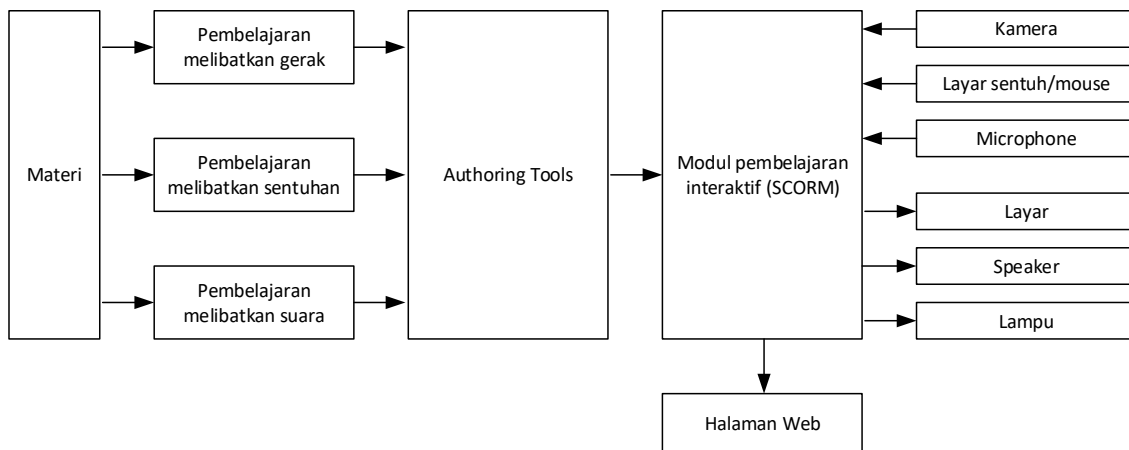 Materi
Pembelajaran
melibatkan gerak
Pembelajaran
melibatkan sentuhan
Pembelajaran
melibatkan suara
Authoring Tools
Modul pembelajaran
interaktif (SCORM)
Kamera
Layar sentuh/mouse
Microphone
Layar
Speaker
Lampu
Halaman Web